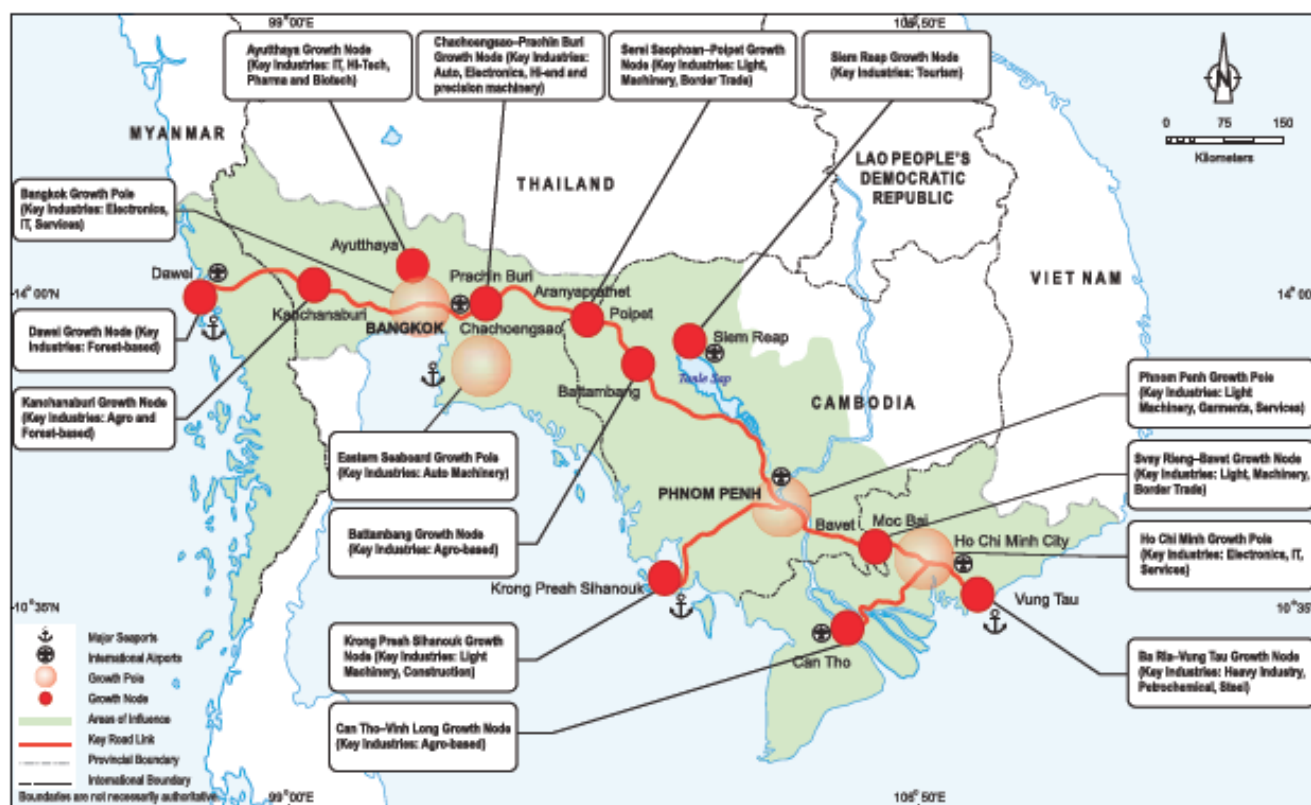 99°00'E
106°50'E
Ayutthaya Growth Node
(Key Industries: IT, Hi-Tech,
Pharma and Biotech)
Chachoengsao–Prachin Buri
Growth Node (Key Industries:
Auto, Electronics, Hi-end and
precision machinery)
Serei Saophoan–Poipet Growth
Node (Key Industries: Light,
Machinery, Border Trade)
Siem Reap Growth Node
(Key Industries: Tourism)
N
0 75 150
Kilometers
MYANMAR
THAILAND
LAO PEOPLE'S
DEMOCRATIC
REPUBLIC
VIET NAM
Bangkok Growth Pole
(Key Industries: Electronics,
IT, Services)
Ayutthaya
Dawei
Prachin Buri
Aranyaprathet
14°00'N
14°00'
Kanchanaburi
BANGKOK
Chachoengsao
Poipet
Siem Reap
Tonle Sap
Battambang
CAMBODIA
Dawei Growth Node (Key
Industries: Forest-based)
Kanchanaburi Growth Node
(Key Industries: Agro and
Forest-based)
Phnom Penh Growth Pole
(Key Industries: Light
Machinery, Garments, Services)
Eastern Seaboard Growth Pole
(Key Industries: Auto Machinery)
Svay Rieng–Bavet Growth Node
(Key Industries: Light, Machinery,
Border Trade)
PHNOM PENH
Bavet
Moc Bai
Ho Chi Minh City
Battambang Growth Node
(Key Industries: Agro-based)
Ho Chi Minh Growth Pole
(Key Industries: Electronics, IT,
Services)
Krong Preah Sihanouk
Vung Tau
10°35'N
10°35'
Can Tho
Krong Preah Sihanouk Growth
Node (Key Industries: Light
Machinery, Construction)
Ba Ria–Vung Tau Growth Node
(Key Industries: Heavy Industry,
Petrochemical, Steel)
Can Tho–Vinh Long Growth Node
(Key Industries: Agro-based)
Major Seaports
International Airports
Growth Pole
Growth Node
Areas of Influence
Key Road Link
Provincial Boundary
International Boundary
Boundaries are not necessarily authoritative.
99°00'E
106°50'E